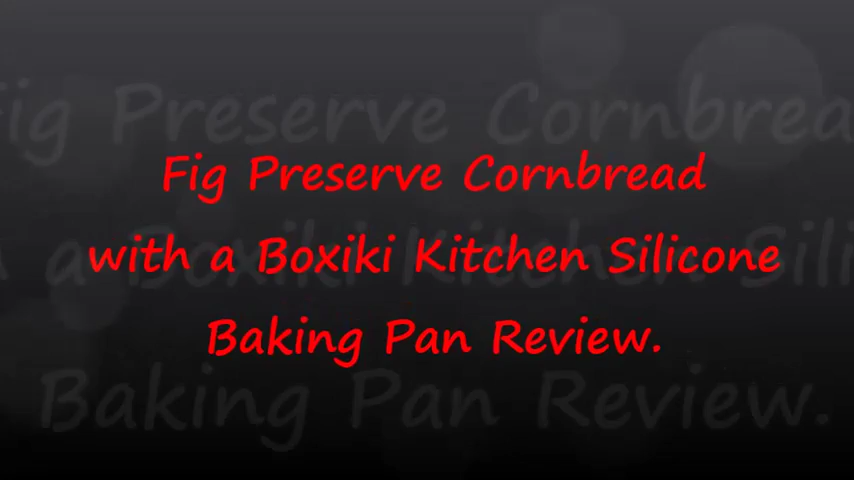 Fig Preserve Cornbread
with a Boxiki Kitchen Silicone
Baking Pan Review.